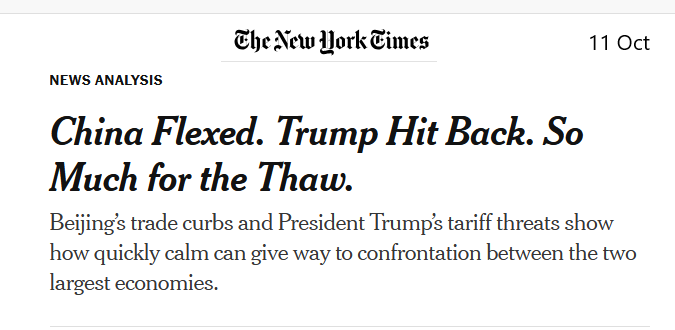 The New York Times
11 Oct
NEWS ANALYSIS
China Flexed. Trump Hit Back. So
Much for the Thaw.
Beijing’s trade curbs and President Trump’s tariff threats show
how quickly calm can give way to confrontation between the two
largest economies.